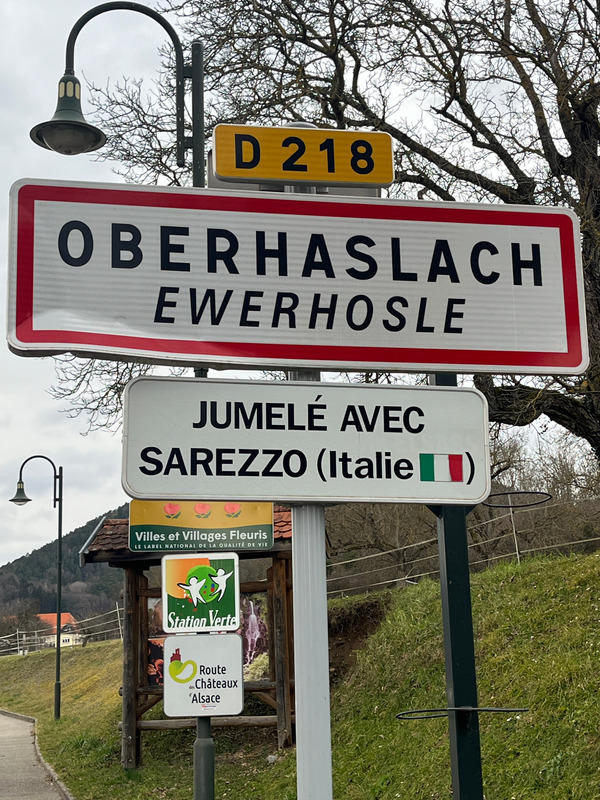 D 218
OBERHASLACH
EWERHOSLE
JUMELÉ AVEC
SAREZZO (Italie)
Villes et Villages Fleuris
LE LABEL NATIONAL DE LA QUALITÉ DE VIE
Station Verte
Route
des Châteaux
d'Alsace